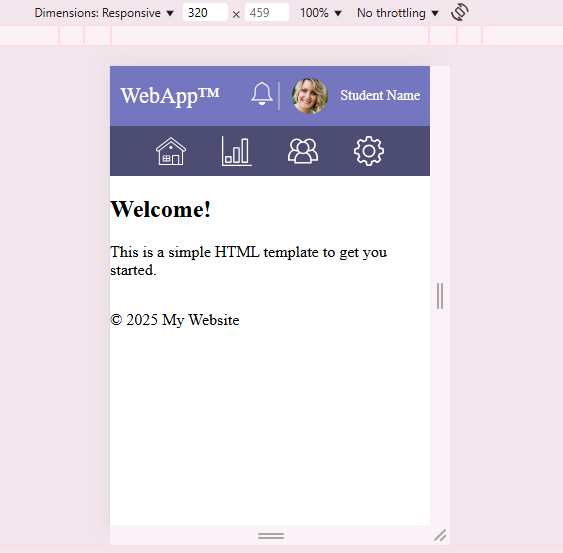 Dimensions: Responsive ▼ 320 × 459 100% ▼ No throttling ▼
WebApp™ Student Name
Welcome!
This is a simple HTML template to get you
started.
© 2025 My Website